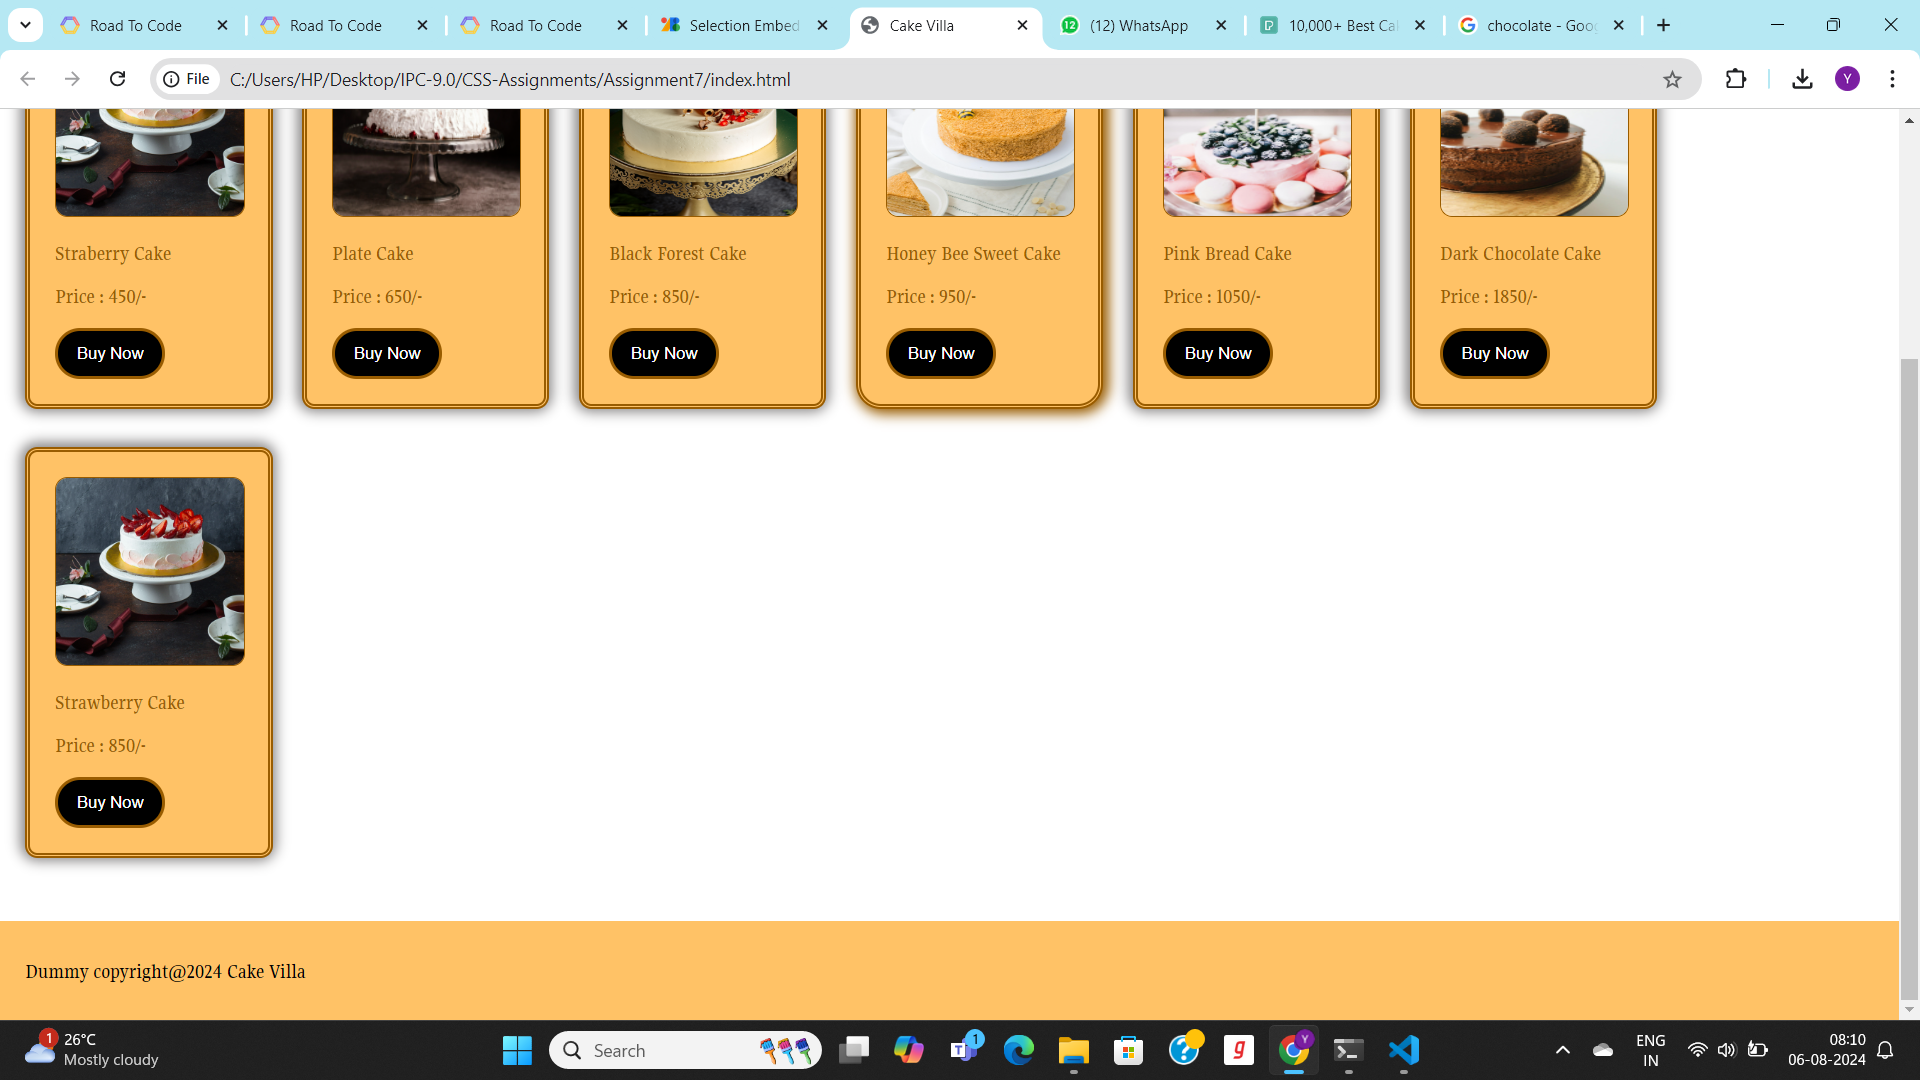 Road To Code
Road To Code
Road To Code
Selection Embed
Cake Villa
(12) WhatsApp
10,000+ Best Cal
chocolate - Goo
File
C:/Users/HP/Desktop/IPC-9.0/CSS-Assignments/Assignment7/index.html
Y
Straberry Cake
Price : 450/-
Buy Now
Plate Cake
Price : 650/-
Buy Now
Black Forest Cake
Price : 850/-
Buy Now
Honey Bee Sweet Cake
Price : 950/-
Buy Now
Pink Bread Cake
Price : 1050/-
Buy Now
Dark Chocolate Cake
Price : 1850/-
Buy Now
Strawberry Cake
Price : 850/-
Buy Now
Dummy copyright@2024 Cake Villa
1
26°C
Mostly cloudy
Search
1
Y
ENG
IN
08:10
06-08-2024